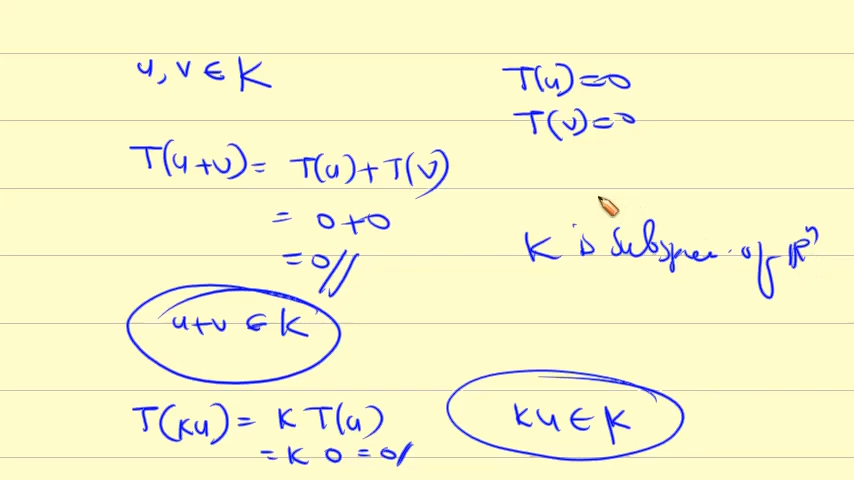 u, v ∈ K
T(u)=0
T(v)=0
T(u+v)= T(u)+T(v)
= 0+0
= 0//
K is subspace of ℝⁿ
u+v ∈ K
T(ku)= k T(u)
= k 0 = 0//
ku ∈ K